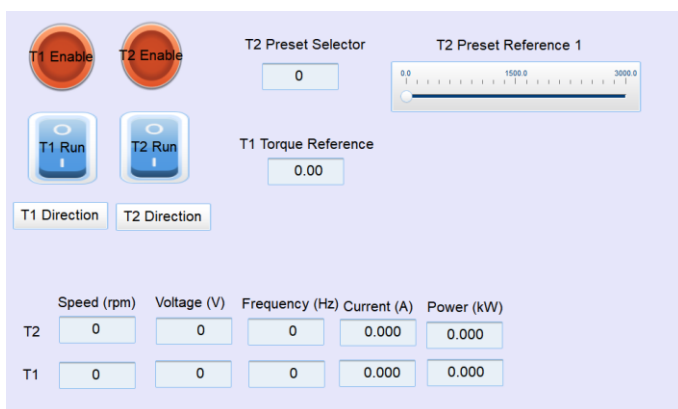 T1 Enable
T2 Enable
T2 Preset Selector
0
T2 Preset Reference 1
0.0 1500.0 3000.0
T1 Run
T2 Run
T1 Torque Reference
0.00
T1 Direction
T2 Direction
Speed (rpm) Voltage (V) Frequency (Hz) Current (A) Power (kW)
T2 0 0 0 0.000 0.000
T1 0 0 0 0.000 0.000